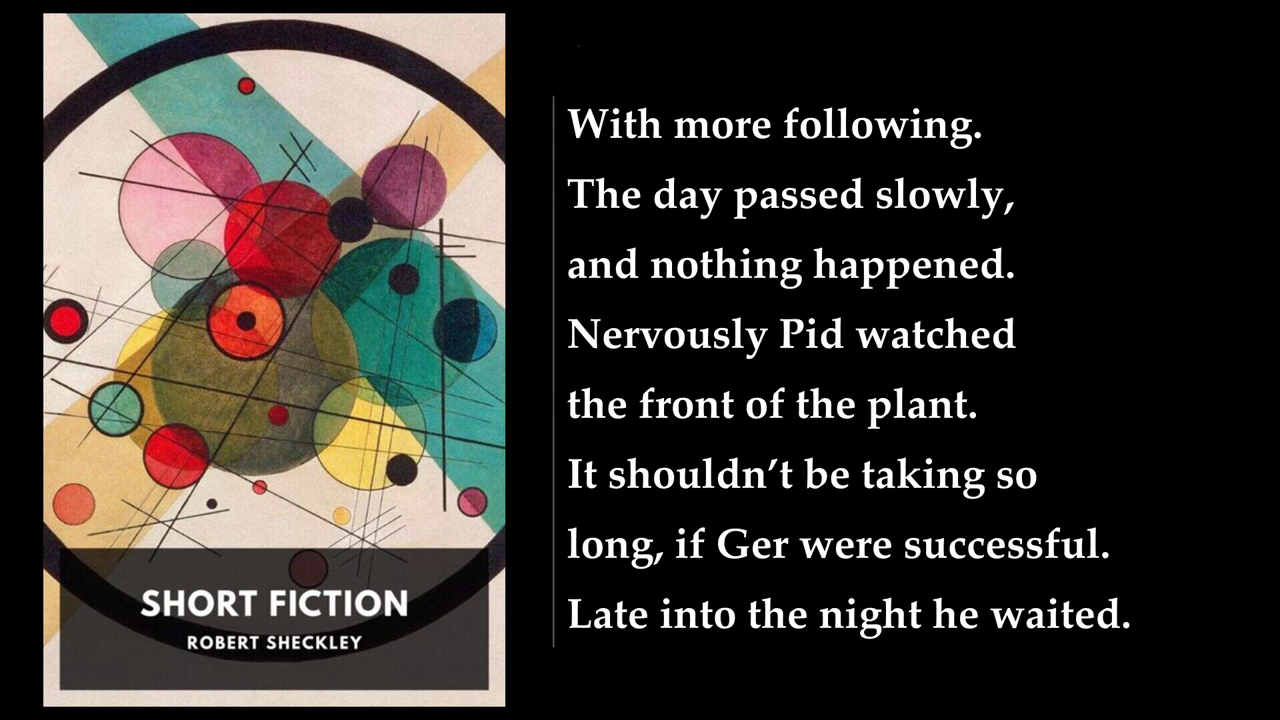 SHORT FICTION
ROBERT SHECKLEY
With more following.
The day passed slowly,
and nothing happened.
Nervously Pid watched
the front of the plant.
It shouldn’t be taking so
long, if Ger were successful.
Late into the night he waited.